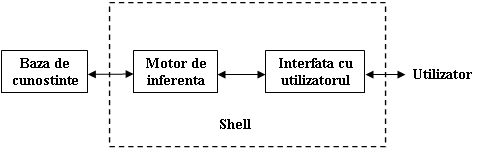 Baza de
cunostinte
Motor de
inferenta
Interfata cu
utilizatorul
Utilizator
Shell